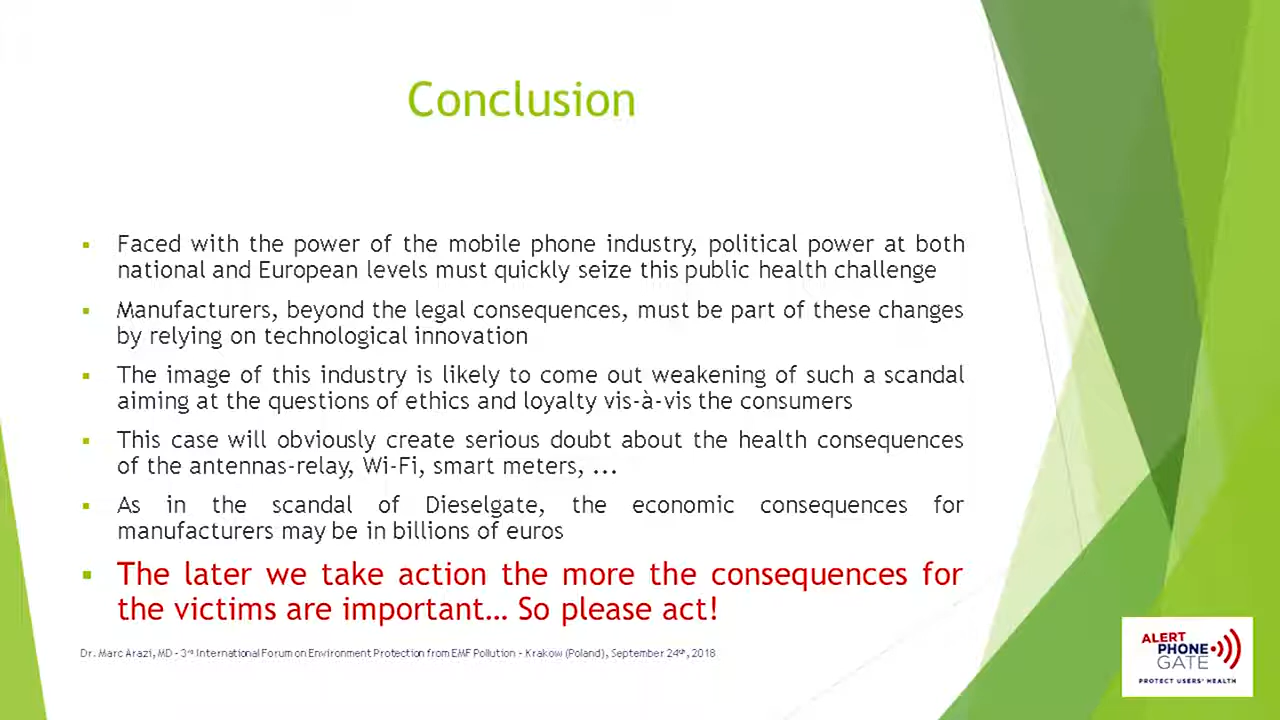 Conclusion
▪ Faced with the power of the mobile phone industry, political power at both
national and European levels must quickly seize this public health challenge
▪ Manufacturers, beyond the legal consequences, must be part of these changes
by relying on technological innovation
▪ The image of this industry is likely to come out weakening of such a scandal
aiming at the questions of ethics and loyalty vis-à-vis the consumers
▪ This case will obviously create serious doubt about the health consequences
of the antennas-relay, Wi-Fi, smart meters, ...
▪ As in the scandal of Dieselgate, the economic consequences for
manufacturers may be in billions of euros
▪ The later we take action the more the consequences for
the victims are important… So please act!
Dr. Marc Arazi, MD - 3rd International Forum on Environment Protection from EMF Pollution - Krakow (Poland), September 24th, 2018
ALERT
PHONE
GATE
PROTECT USERS' HEALTH